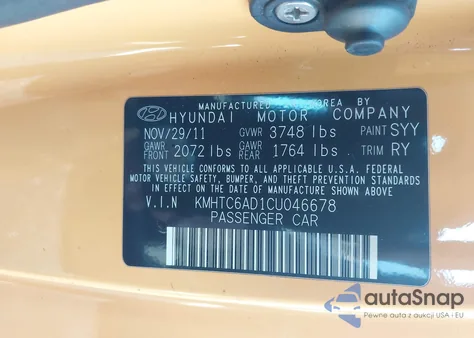 MANUFACTURED IN KOREA BY
HYUNDAI MOTOR COMPANY
NOV/29/11 GVWR 3748 lbs PAINT SYY
GAWR FRONT 2072 lbs GAWR REAR 1764 lbs TRIM RY
THIS VEHICLE CONFORMS TO ALL APPLICABLE
FEDERAL MOTOR VEHICLE SAFETY,
BUMPER, AND THEFT PREVENTION STANDARDS
IN EFFECT ON THE DATE OF MANUFACTURE SHOWN ABOVE.
V.I.N KMHTC6AD1CU046678
PASSENGER CAR
autoSnap
Pewne auta z aukcji USA - EU